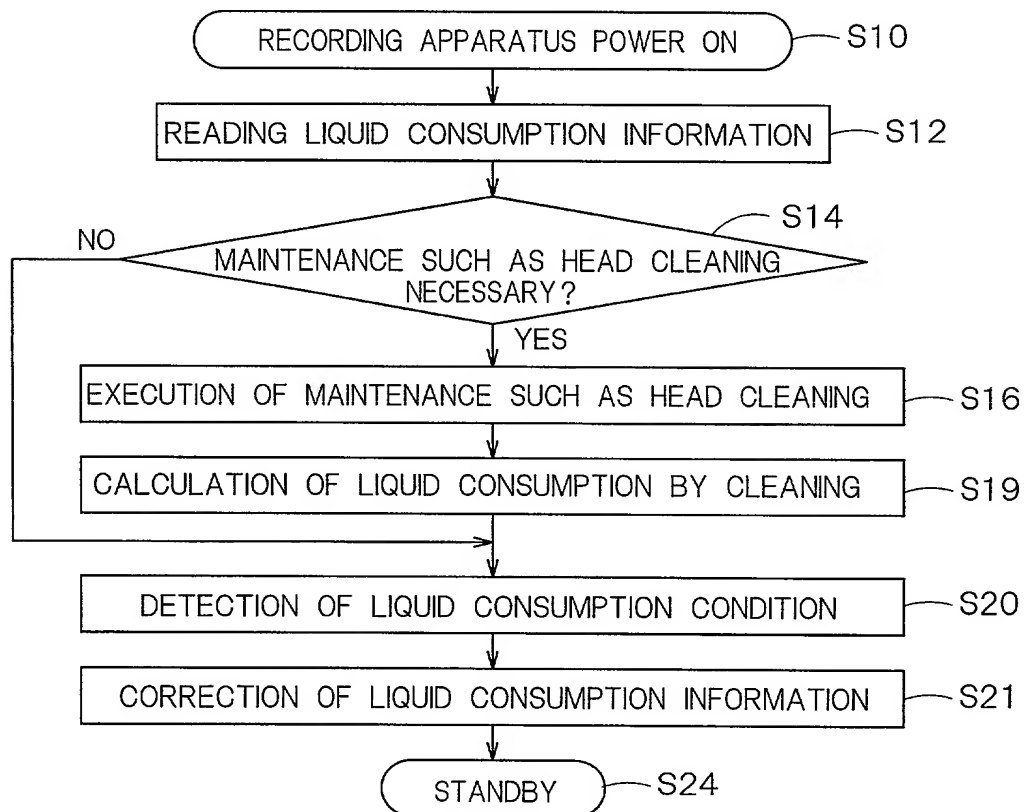 RECORDING APPARATUS POWER ON
S10
READING LIQUID CONSUMPTION INFORMATION
S12
S14
NO
MAINTENANCE SUCH AS HEAD CLEANING
NECESSARY?
YES
EXECUTION OF MAINTENANCE SUCH AS HEAD CLEANING
S16
CALCULATION OF LIQUID CONSUMPTION BY CLEANING
S19
DETECTION OF LIQUID CONSUMPTION CONDITION
S20
CORRECTION OF LIQUID CONSUMPTION INFORMATION
S21
STANDBY
S24